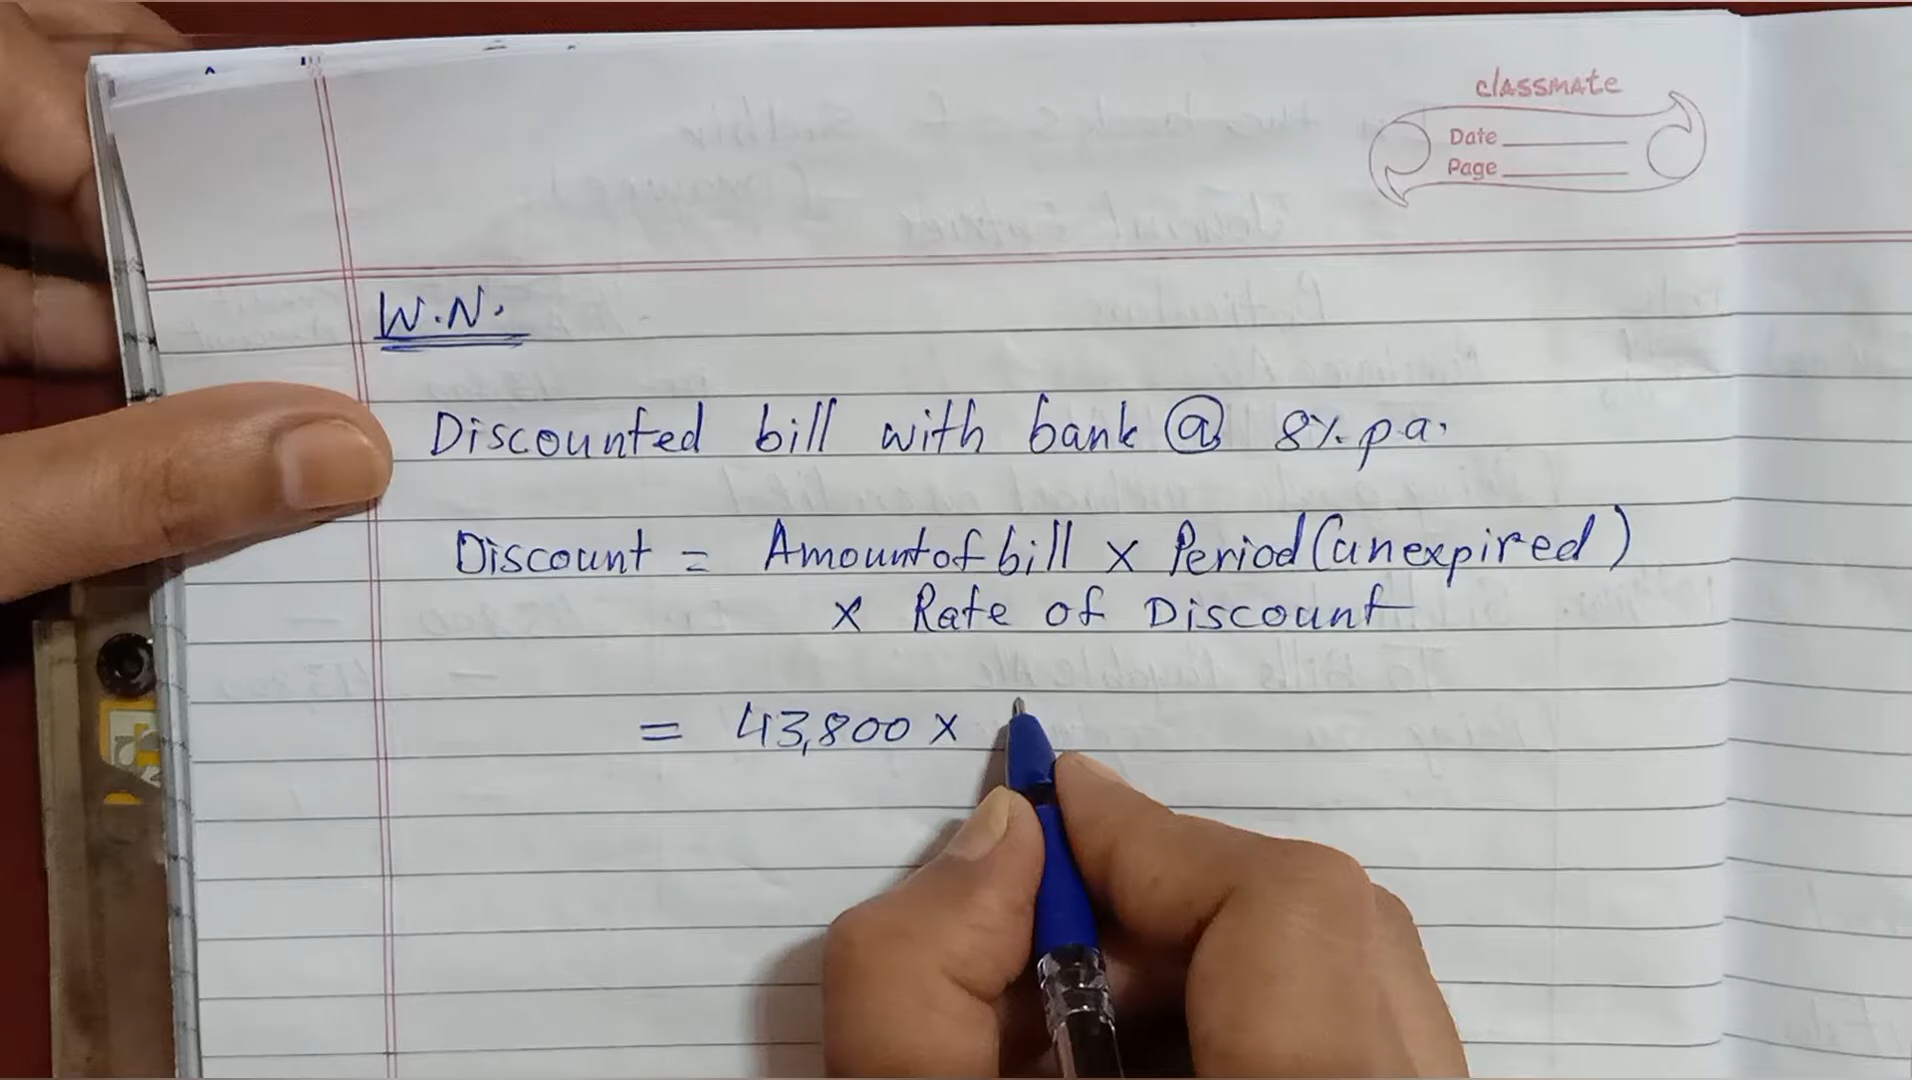 classmate
Date
Page
W.N.
Discounted bill with bank @ 8% p.a.
Discount = Amount of bill × Period (unexpired)
× Rate of Discount
= 43,800 ×